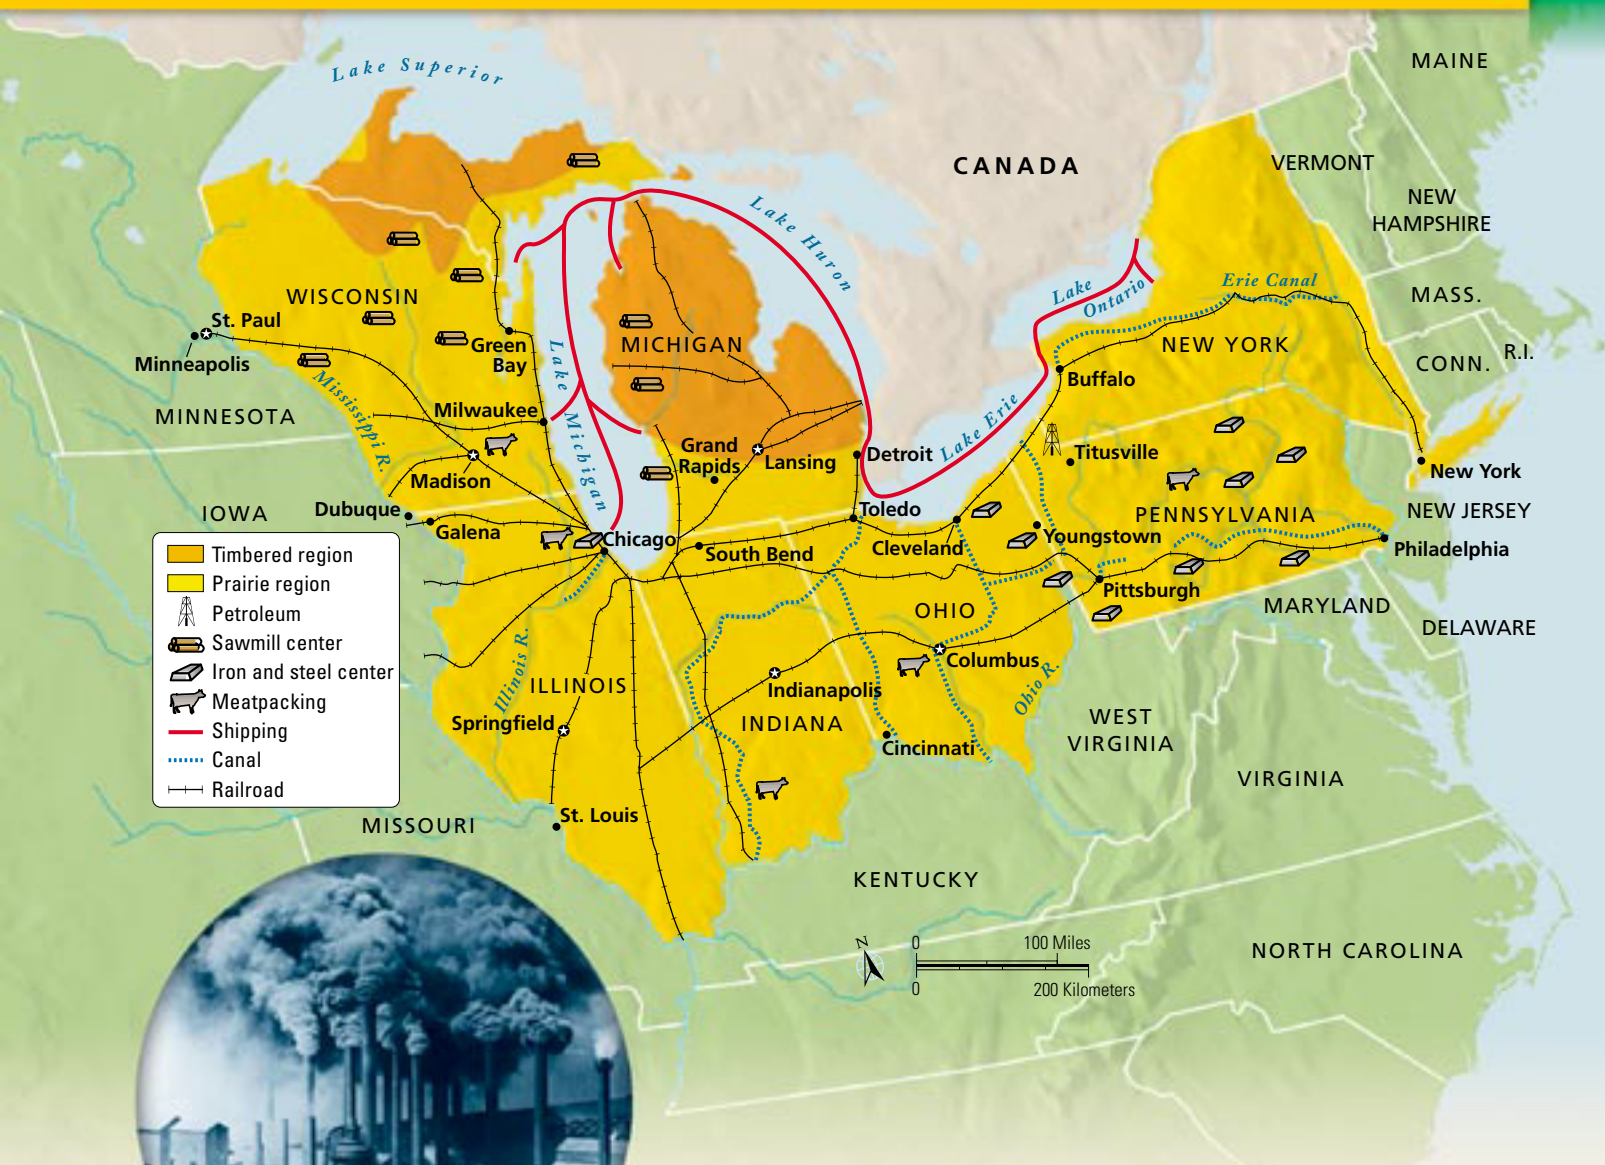 MAINE
Lake Superior
CANADA
VERMONT
NEW
HAMPSHIRE
Lake Huron
Lake
Ontario
Erie Canal
MASS.
WISCONSIN
St. Paul
Minneapolis
Green
Bay
MICHIGAN
NEW YORK
CONN.
R.I.
Buffalo
Mississippi R.
MINNESOTA
Milwaukee
Lake Michigan
Lake Erie
Grand
Rapids
Lansing
Detroit
Titusville
New York
Madison
IOWA
Dubuque
Galena
Chicago
South Bend
Toledo
Cleveland
Youngstown
PENNSYLVANIA
NEW JERSEY
Philadelphia
Pittsburgh
OHIO
MARYLAND
DELAWARE
Timbered region
Prairie region
Petroleum
Sawmill center
Iron and steel center
Meatpacking
Shipping
Canal
Railroad
Illinois R.
ILLINOIS
Springfield
Indianapolis
INDIANA
Columbus
Ohio R.
Cincinnati
WEST
VIRGINIA
VIRGINIA
MISSOURI
St. Louis
KENTUCKY
NORTH CAROLINA
N
0 100 Miles
0 200 Kilometers